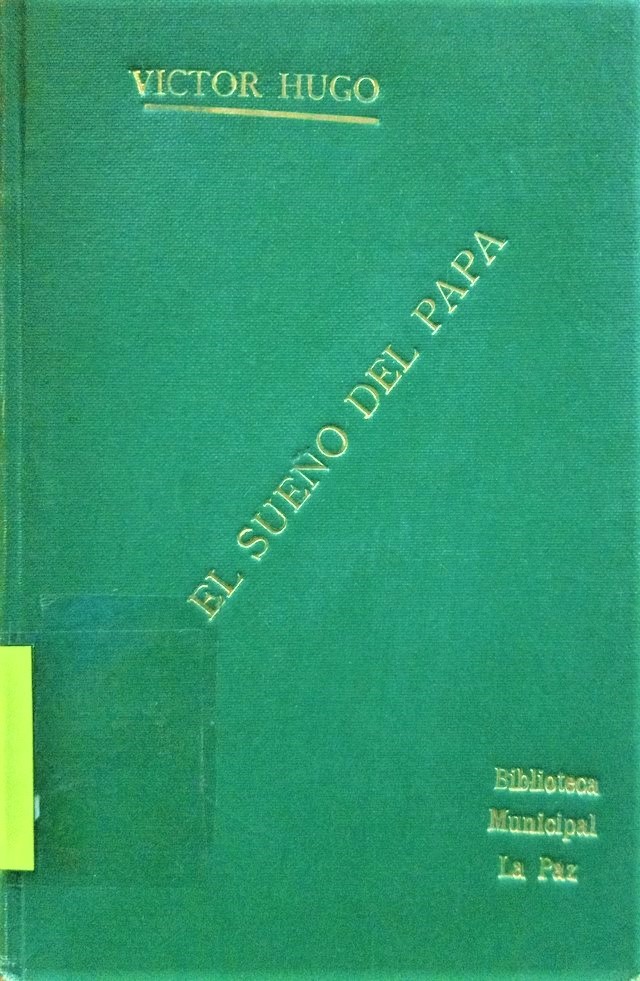 VICTOR HUGO
EL SUEÑO DEL PAPA
Biblioteca
Municipal
La Paz